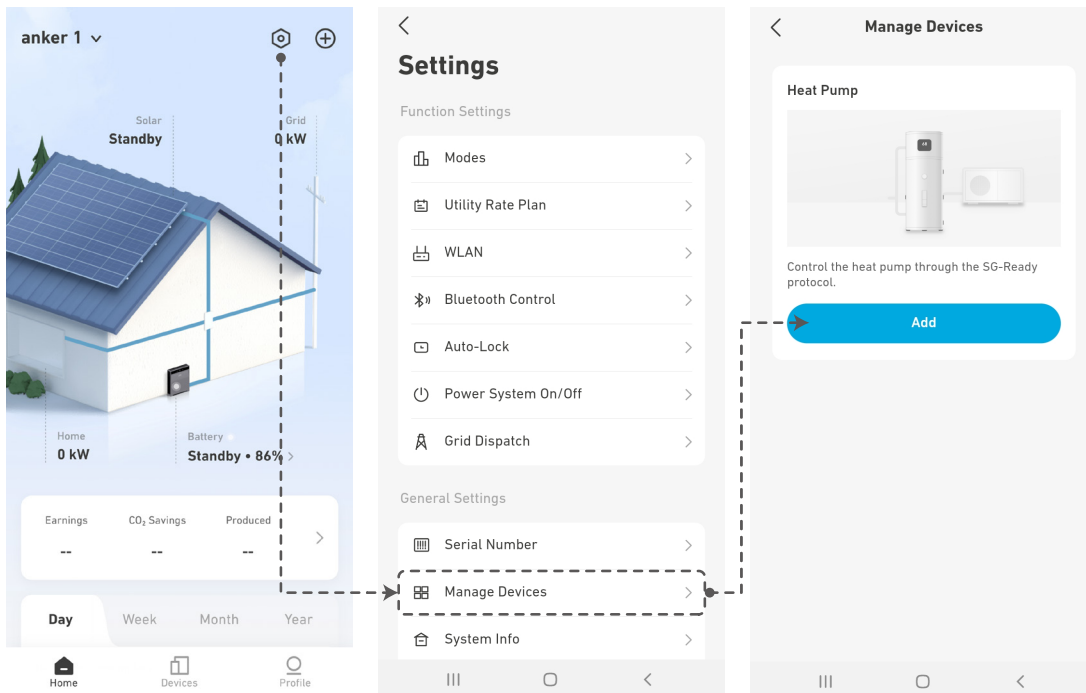 anker 1
Solar
Standby
Grid
0 kW
Home
0 kW
Battery
Standby • 86%
Earnings
CO₂ Savings
Produced
--
--
--
Day
Week
Month
Year
Home
Devices
Profile
Settings
Function Settings
Modes
Utility Rate Plan
WLAN
Bluetooth Control
Auto-Lock
Power System On/Off
Grid Dispatch
General Settings
Serial Number
Manage Devices
System Info
Manage Devices
Heat Pump
Control the heat pump through the SG-Ready
protocol.
Add